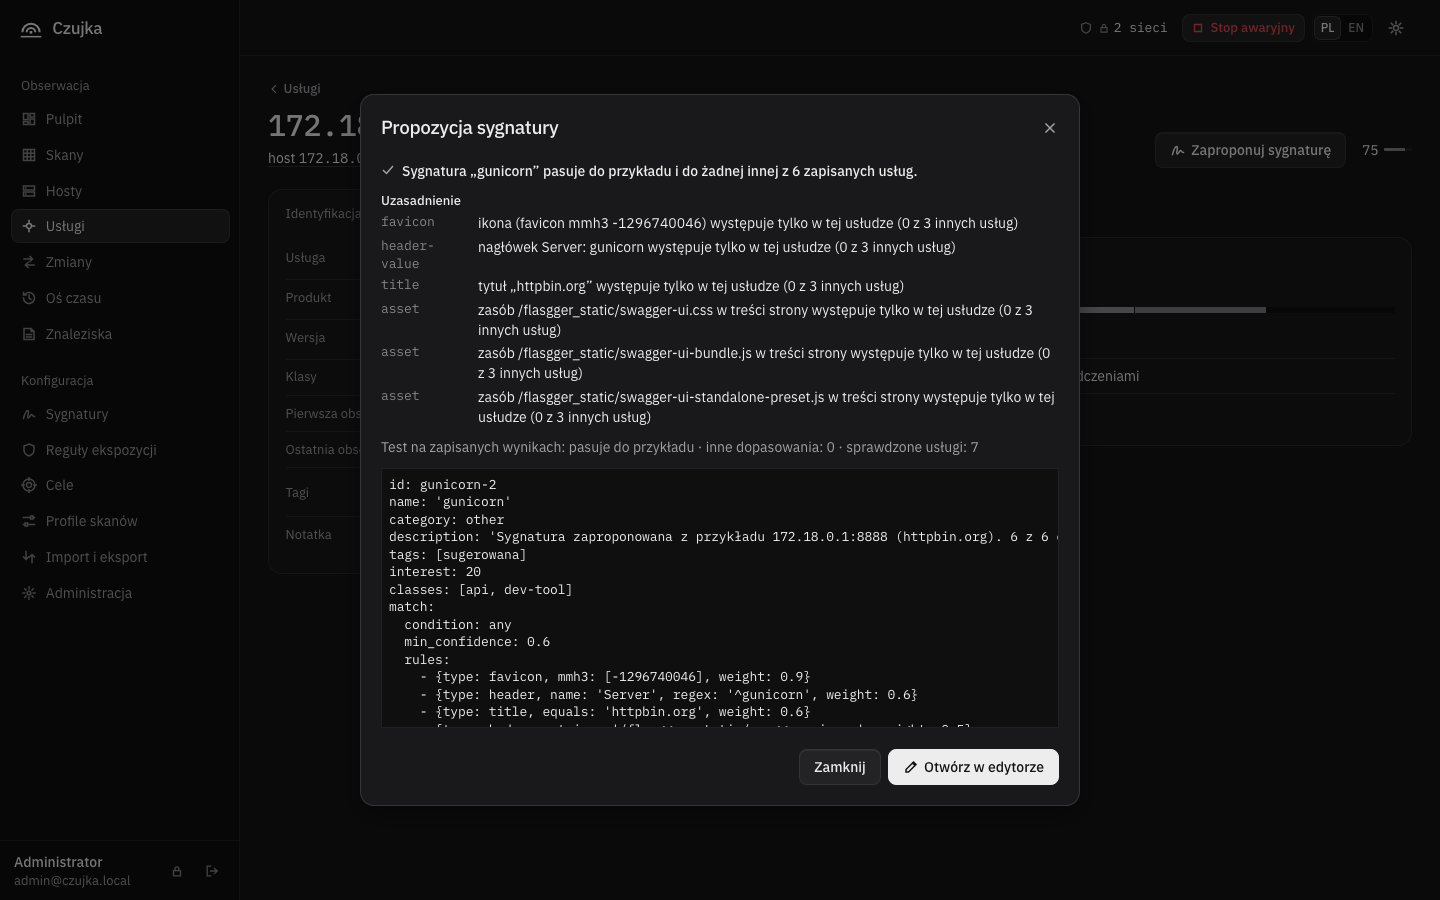 Czujka
2 sieci
Stop awaryjny
PL
EN
Obserwacja
Pulpit
Skany
Hosty
Usługi
Zmiany
Oś czasu
Znaleziska
Konfiguracja
Sygnatury
Reguły ekspozycji
Cele
Profile skanów
Import i eksport
Administracja
Administrator
admin@czujka.local
Usługi
host 172.18.0
Zaproponuj sygnaturę
75
Identyfikacja
Usługa
Produkt
Wersja
Klasy
Pierwsza obs
Ostatnia obs
Tagi
Notatka
Propozycja sygnatury
Sygnatura „gunicorn” pasuje do przykładu i do żadnej innej z 6 zapisanych usług.
Uzasadnienie
favicon ikona (favicon mmh3 -1296740046) występuje tylko w tej usłudze (0 z 3 innych usług)
header-value nagłówek Server: gunicorn występuje tylko w tej usłudze (0 z 3 innych usług)
title tytuł „httpbin.org” występuje tylko w tej usłudze (0 z 3 innych usług)
asset zasób /flasgger_static/swagger-ui.css w treści strony występuje tylko w tej usłudze (0 z 3
innych usług)
asset zasób /flasgger_static/swagger-ui-bundle.js w treści strony występuje tylko w tej usłudze (0
z 3 innych usług)
asset zasób /flasgger_static/swagger-ui-standalone-preset.js w treści strony występuje tylko w tej
usłudze (0 z 3 innych usług)
Test na zapisanych wynikach: pasuje do przykładu · inne dopasowania: 0 · sprawdzone usługi: 7
id: gunicorn-2
name: 'gunicorn'
category: other
description: 'Sygnatura zaproponowana z przykładu 172.18.0.1:8888 (httpbin.org). 6 z 6
tags: [sugerowana]
interest: 20
classes: [api, dev-tool]
match:
condition: any
min_confidence: 0.6
rules:
- {type: favicon, mmh3: [-1296740046], weight: 0.9}
- {type: header, name: 'Server', regex: '^gunicorn', weight: 0.6}
- {type: title, equals: 'httpbin.org', weight: 0.6}
Zamknij
Otwórz w edytorze